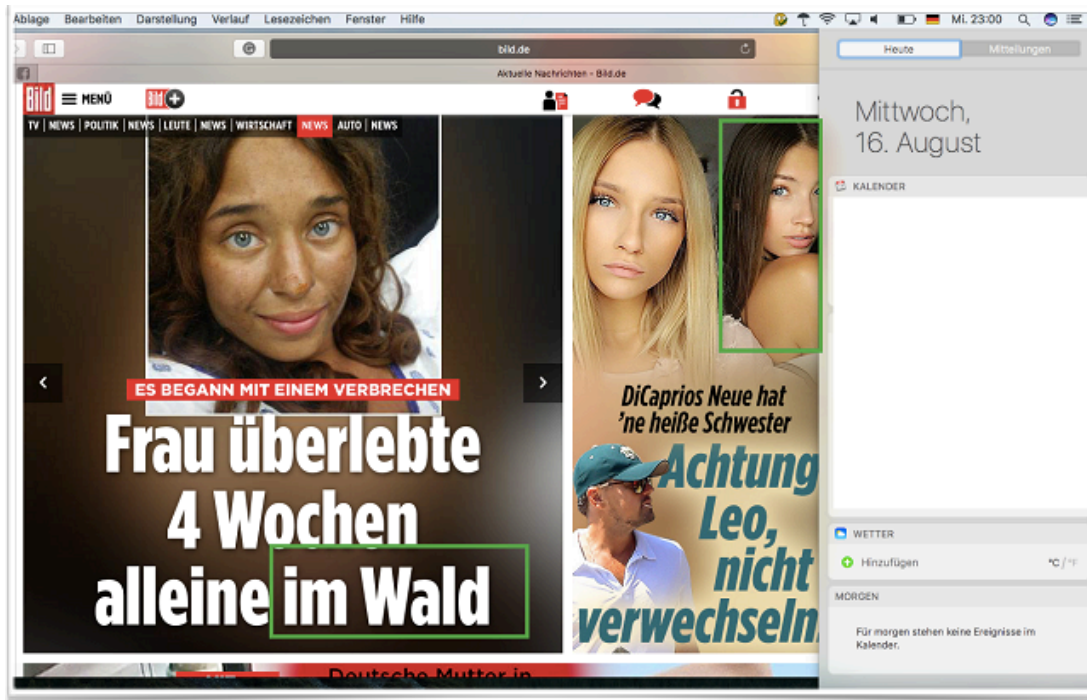 Ablage Bearbeiten Darstellung Verlauf Lesezeichen Fenster Hilfe
Mi. 23:00
bild.de
Aktuelle Nachrichten - Bild.de
Heute
Mitteilungen
Bild
MENÜ
Bild
TV | NEWS | POLITIK | NEWS | LEUTE | NEWS | WIRTSCHAFT NEWS AUTO | NEWS
ES BEGANN MIT EINEM VERBRECHEN
Frau überlebte
4 Wochen
alleine im Wald
DiCaprios Neue hat
’ne heiße Schwester
Achtung
Leo,
nicht
verwechseln
Deutsche Mutter in
Mittwoch,
16. August
KALENDER
WETTER
Hinzufügen
°C / °F
MORGEN
Für morgen stehen keine Ereignisse im
Kalender.